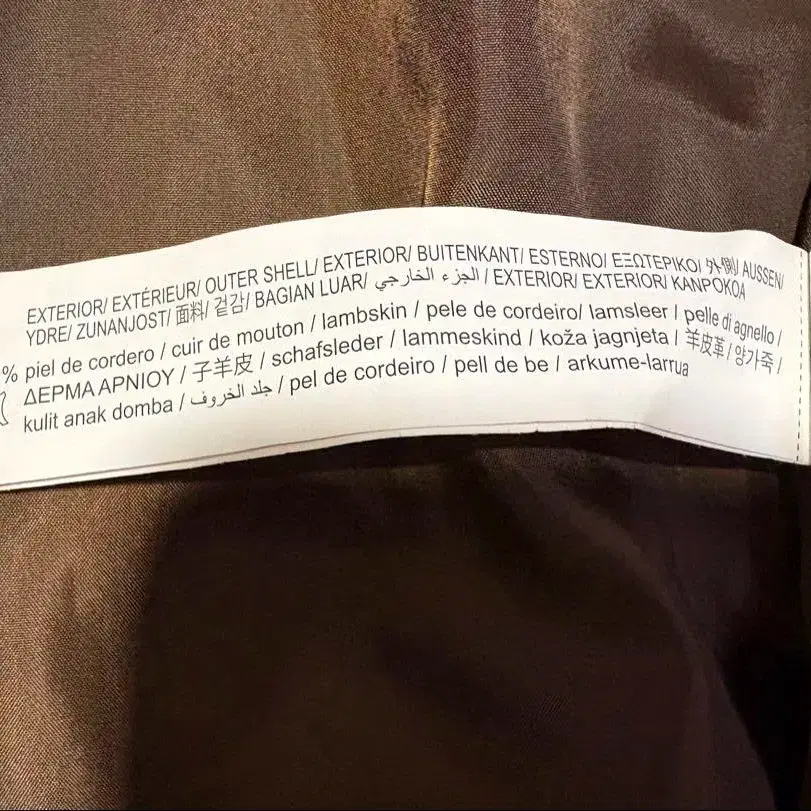 EXTERIOR/ EXTÉRIEUR/ OUTER SHELL/ EXTERIOR/ BUITENKANT/ ESTERNO/ ΕΞΩΤΕΡΙΚΟ/ 外側/ AUSSEN/
YDRE/ ZUNANJOST/ 面料/ 겉감/ BAGIAN LUAR/ الجزء الخارجي / EXTERIOR/ EXTERIOR/ KANPOKOA
% piel de cordero / cuir de mouton / lambskin / pele de cordeiro/ lamsleer / pelle di agnello /
ΔΕΡΜΑ ΑΡΝΙΟΥ / 子羊皮 / schafsleder / lammeskind / koža jagnjeta / 羊皮革 / 양가죽 /
kulit anak domba / جلد الخروف / pel de cordeiro / pell de be / arkume-larrua